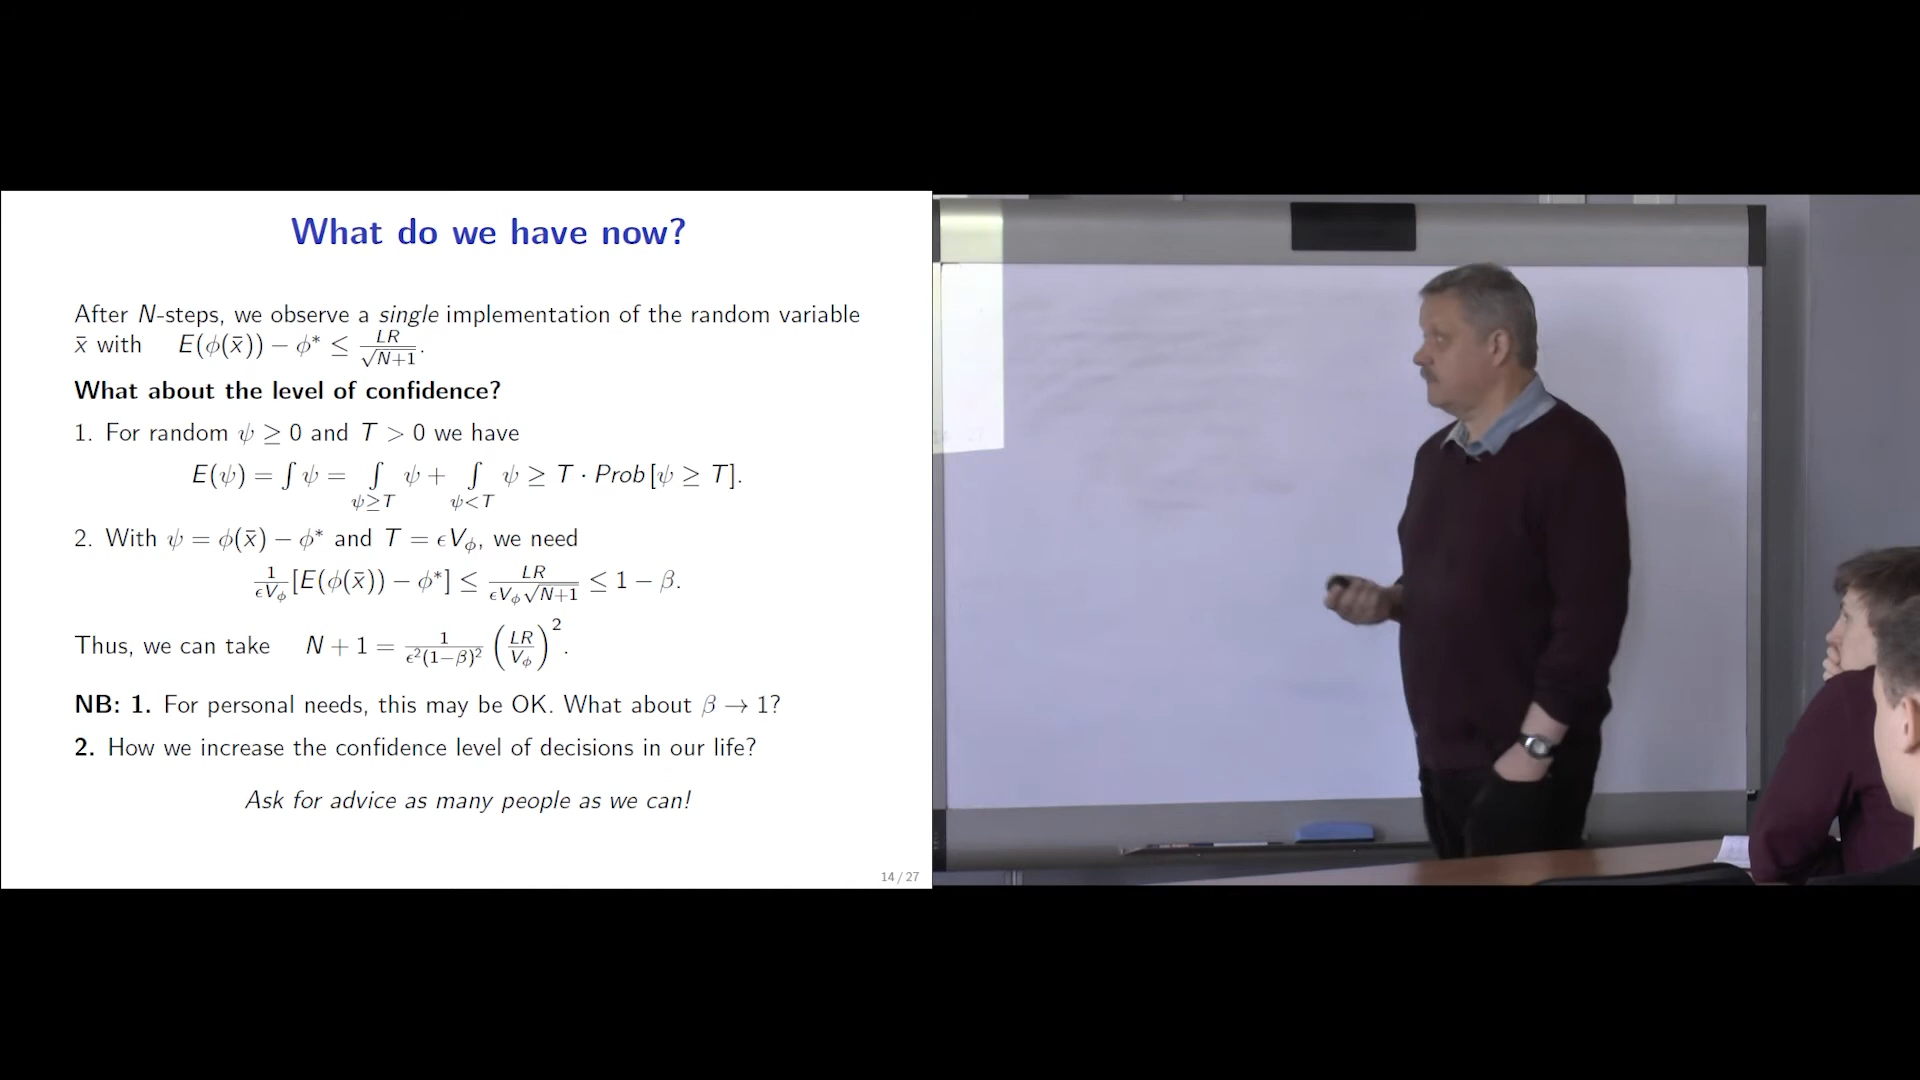 What do we have now?
After N-steps, we observe a single implementation of the random variable
x̄ with E(ϕ(x̄)) − ϕ* ≤ LR/√(N+1).
What about the level of confidence?
1. For random ψ ≥ 0 and T > 0 we have
E(ψ) = ∫ ψ = ∫_{ψ≥T} ψ + ∫_{ψ<T} ψ ≥ T · Prob [ψ ≥ T].
2. With ψ = ϕ(x̄) − ϕ* and T = ϵV_ϕ, we need
1/(ϵV_ϕ) [E(ϕ(x̄)) − ϕ*] ≤ LR/(ϵV_ϕ√(N+1)) ≤ 1 − β.
Thus, we can take N + 1 = 1/(ϵ²(1−β)²) (LR/V_ϕ)².
NB: 1. For personal needs, this may be OK. What about β → 1?
2. How we increase the confidence level of decisions in our life?
Ask for advice as many people as we can!
14 / 27